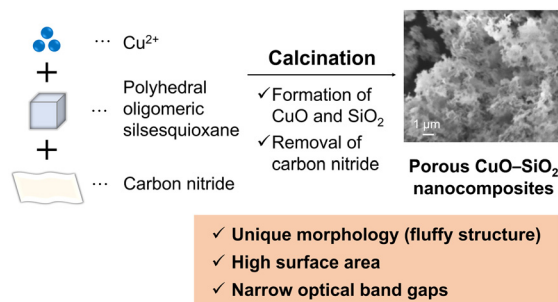 ... Cu²⁺
+
... Polyhedral
oligomeric
silsesquioxane
+
... Carbon nitride
Calcination
✓Formation of
CuO and SiO₂
✓Removal of
carbon nitride
1 μm
Porous CuO–SiO₂
nanocomposites
✓ Unique morphology (fluffy structure)
✓ High surface area
✓ Narrow optical band gaps